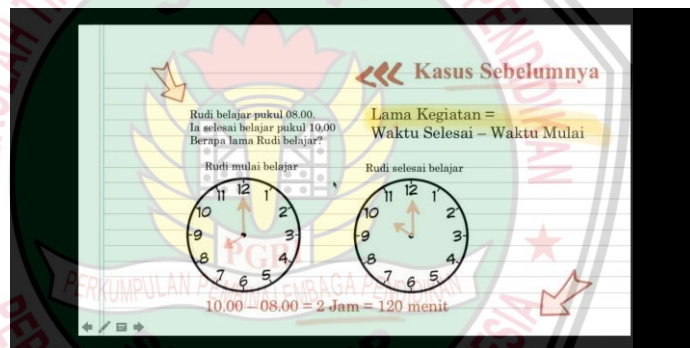 Kasus Sebelumnya
Rudi belajar pukul 08.00.
Ia selesai belajar pukul 10.00
Berapa lama Rudi belajar?
Lama Kegiatan =
Waktu Selesai – Waktu Mulai
Rudi mulai belajar
Rudi selesai belajar
12
1
2
3
4
5
6
7
8
9
10
11
12
1
2
3
4
5
6
7
8
9
10
11
PGRI
PERKUMPULAN PEMBINA LEMBAGA PENDIDIKAN
10.00 – 08.00 = 2 Jam = 120 menit